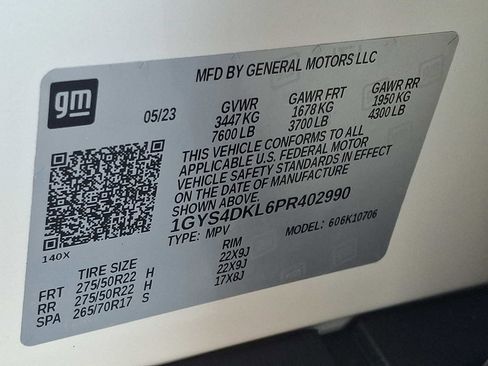 MFD BY GENERAL MOTORS LLC
gm
05/23 GVWR GAWR FRT GAWR RR
3447 KG 1678 KG 1950 KG
7600 LB 3700 LB 4300 LB
THIS VEHICLE CONFORMS TO ALL
APPLICABLE U.S. FEDERAL MOTOR
VEHICLE SAFETY STANDARDS IN EFFECT
ON THE DATE OF MANUFACTURE
SHOWN ABOVE.
1GYS4DKL6PR402990
TYPE: MPV MODEL: 606K10706
140X
TIRE SIZE RIM
FRT 275/50R22 H 22X9J
RR 275/50R22 H 22X9J
SPA 265/70R17 S 17X8J